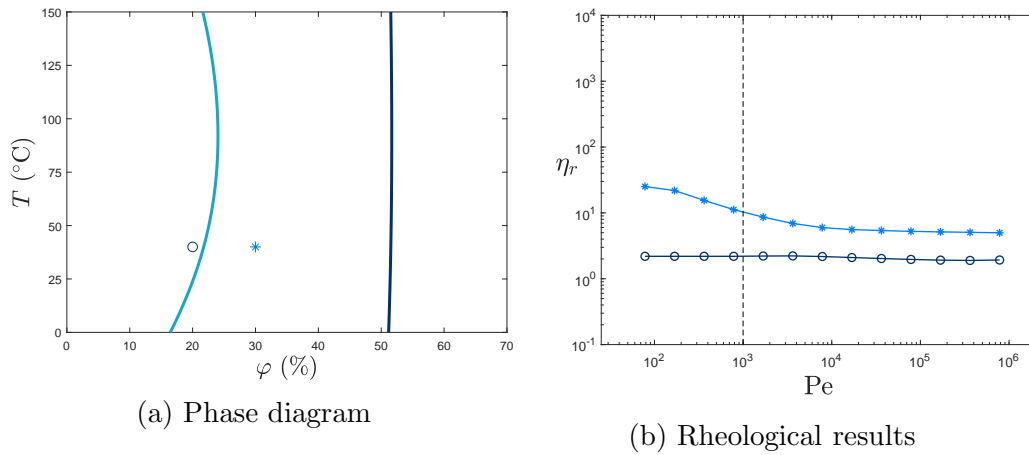 150
125
100
75
50
25
0
T (°C)
0 10 20 30 40 50 60 70
φ (%)
(a) Phase diagram
10^4
10^3
10^2
10^1
10^0
10^-1
η_r
10^2 10^3 10^4 10^5 10^6
Pe
(b) Rheological results